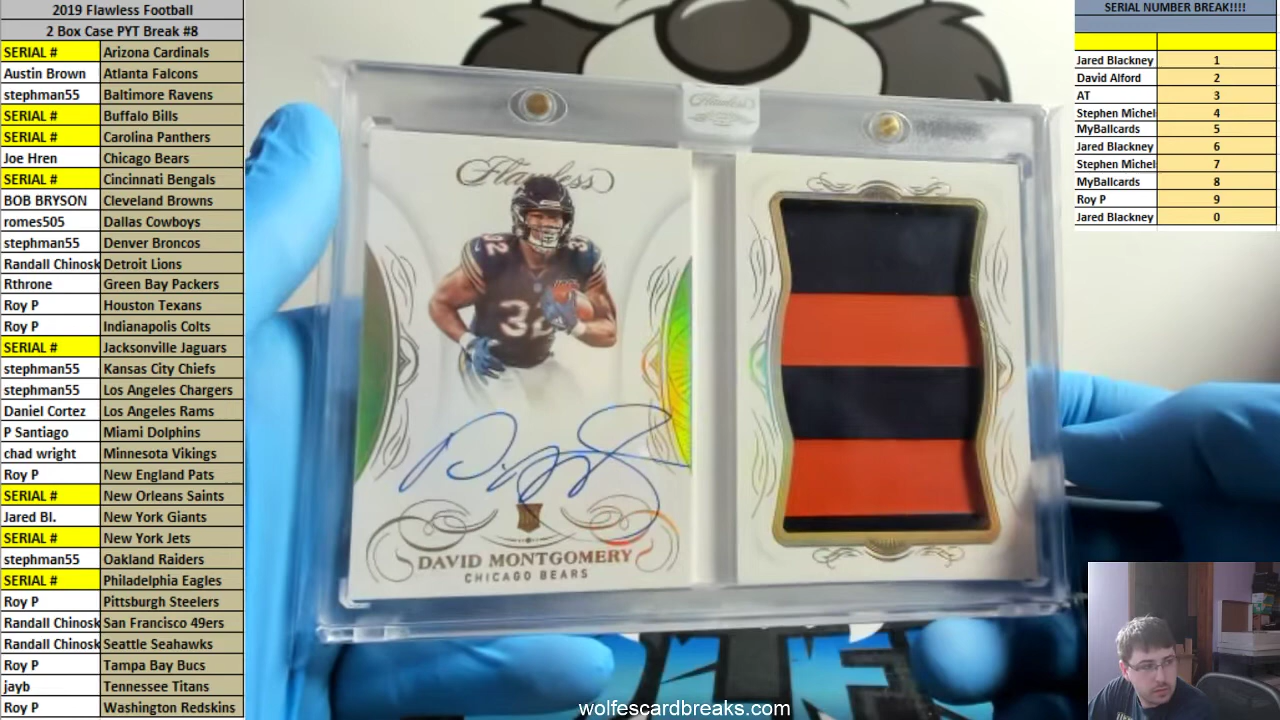 2019 Flawless Football
2 Box Case PYT Break #8
SERIAL # Arizona Cardinals
Austin Brown Atlanta Falcons
stephman55 Baltimore Ravens
SERIAL # Buffalo Bills
SERIAL # Carolina Panthers
Joe Hren Chicago Bears
SERIAL # Cincinnati Bengals
BOB BRYSON Cleveland Browns
romes505 Dallas Cowboys
stephman55 Denver Broncos
Randall Chinosk Detroit Lions
Rthrone Green Bay Packers
Roy P Houston Texans
Roy P Indianapolis Colts
SERIAL # Jacksonville Jaguars
stephman55 Kansas City Chiefs
stephman55 Los Angeles Chargers
Daniel Cortez Los Angeles Rams
P Santiago Miami Dolphins
chad wright Minnesota Vikings
Roy P New England Pats
SERIAL # New Orleans Saints
Jared Bl. New York Giants
SERIAL # New York Jets
stephman55 Oakland Raiders
SERIAL # Philadelphia Eagles
Roy P Pittsburgh Steelers
Randall Chinosk San Francisco 49ers
Randall Chinosk Seattle Seahawks
Roy P Tampa Bay Bucs
jayb Tennessee Titans
Roy P Washington Redskins
Flawless
Flawless
32
32
DAVID MONTGOMERY
CHICAGO BEARS
wolfescardbreaks.com
SERIAL NUMBER BREAK!!!!
Jared Blackney 1
David Alford 2
AT 3
Stephen Michel 4
MyBallcards 5
Jared Blackney 6
Stephen Michel 7
MyBallcards 8
Roy P 9
Jared Blackney 0